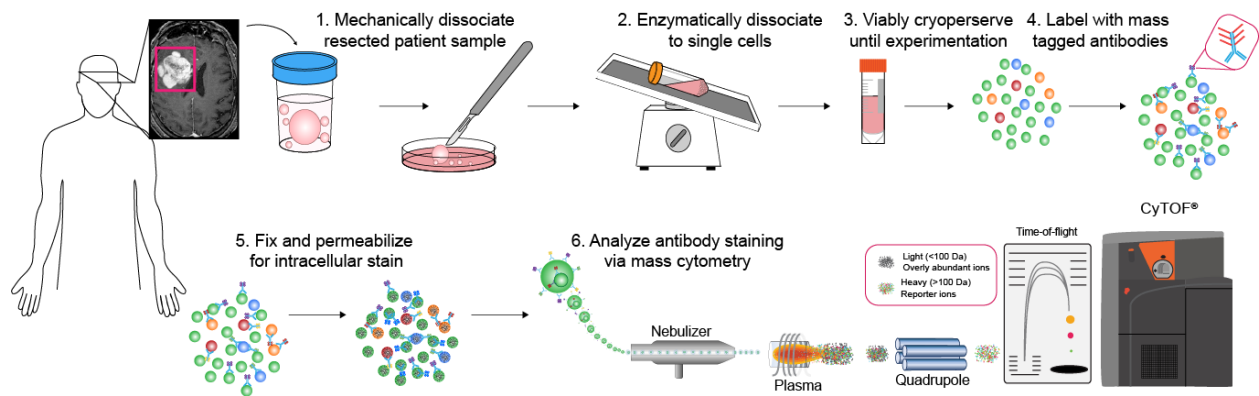 1. Mechanically dissociate
resected patient sample
2. Enzymatically dissociate
to single cells
3. Viably cryoperserve
until experimentation
4. Label with mass
tagged antibodies
5. Fix and permeabilize
for intracellular stain
6. Analyze antibody staining
via mass cytometry
Nebulizer
Plasma
Quadrupole
Light (<100 Da)
Overly abundant ions
Heavy (>100 Da)
Reporter ions
Time-of-flight
CyTOF®